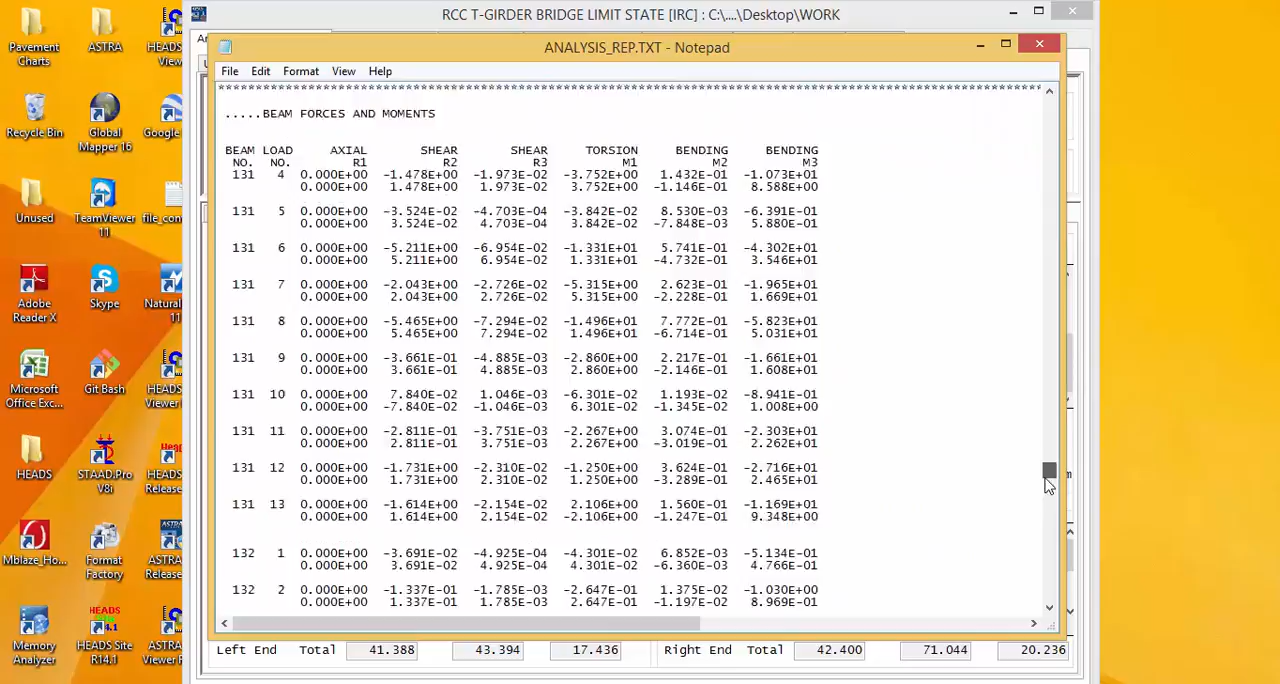 RCC T-GIRDER BRIDGE LIMIT STATE [IRC] : C:\....\Desktop\WORK
ANALYSIS_REP.TXT - Notepad
File Edit Format View Help
.....BEAM FORCES AND MOMENTS
BEAM LOAD AXIAL SHEAR SHEAR TORSION BENDING BENDING
NO. NO. R1 R2 R3 M1 M2 M3
131 4 0.000E+00 -1.478E+00 -1.973E-02 -3.752E+00 1.432E-01 -1.073E+01
0.000E+00 1.478E+00 1.973E-02 3.752E+00 -1.146E-01 8.588E+00
131 5 0.000E+00 -3.524E-02 -4.703E-04 -3.842E-02 8.530E-03 -6.391E-01
0.000E+00 3.524E-02 4.703E-04 3.842E-02 -7.848E-03 5.880E-01
131 6 0.000E+00 -5.211E+00 -6.954E-02 -1.331E+01 5.741E-01 -4.302E+01
0.000E+00 5.211E+00 6.954E-02 1.331E+01 -4.732E-01 3.546E+01
131 7 0.000E+00 -2.043E+00 -2.726E-02 -5.315E+00 2.623E-01 -1.965E+01
0.000E+00 2.043E+00 2.726E-02 5.315E+00 -2.228E-01 1.669E+01
131 8 0.000E+00 -5.465E+00 -7.294E-02 -1.496E+01 7.772E-01 -5.823E+01
0.000E+00 5.465E+00 7.294E-02 1.496E+01 -6.714E-01 5.031E+01
131 9 0.000E+00 -3.661E-01 -4.885E-03 -2.860E+00 2.217E-01 -1.661E+01
0.000E+00 3.661E-01 4.885E-03 2.860E+00 -2.146E-01 1.608E+01
131 10 0.000E+00 7.840E-02 1.046E-03 -6.301E-02 1.193E-02 -8.941E-01
0.000E+00 -7.840E-02 -1.046E-03 6.301E-02 -1.345E-02 1.008E+00
131 11 0.000E+00 -2.811E-01 -3.751E-03 -2.267E+00 3.074E-01 -2.303E+01
0.000E+00 2.811E-01 3.751E-03 2.267E+00 -3.019E-01 2.262E+01
131 12 0.000E+00 -1.731E+00 -2.310E-02 -1.250E+00 3.624E-01 -2.716E+01
0.000E+00 1.731E+00 2.310E-02 1.250E+00 -3.289E-01 2.465E+01
131 13 0.000E+00 -1.614E+00 -2.154E-02 2.106E+00 1.560E-01 -1.169E+01
0.000E+00 1.614E+00 2.154E-02 -2.106E+00 -1.247E-01 9.348E+00
132 1 0.000E+00 -3.691E-02 -4.925E-04 -4.301E-02 6.852E-03 -5.134E-01
0.000E+00 3.691E-02 4.925E-04 4.301E-02 -6.360E-03 4.766E-01
132 2 0.000E+00 -1.337E-01 -1.785E-03 -2.647E-01 1.375E-02 -1.030E+00
0.000E+00 1.337E-01 1.785E-03 2.647E-01 -1.197E-02 8.969E-01
Left End Total 41.388 43.394 17.436 Right End Total 42.400 71.044 20.236
Pavement Charts
ASTRA
HEADS View
Recycle Bin
Global Mapper 16
Google
Unused
TeamViewer 11
file_con
Adobe Reader X
Skype
Natural 11
Microsoft Office Exc...
Git Bash
HEADS Viewer
HEADS
STAAD.Pro V8i
HEADS Release
Mblaze_Ho...
Format Factory
ASTRA Release
Memory Analyzer
HEADS Site R14.1
ASTRA Viewer